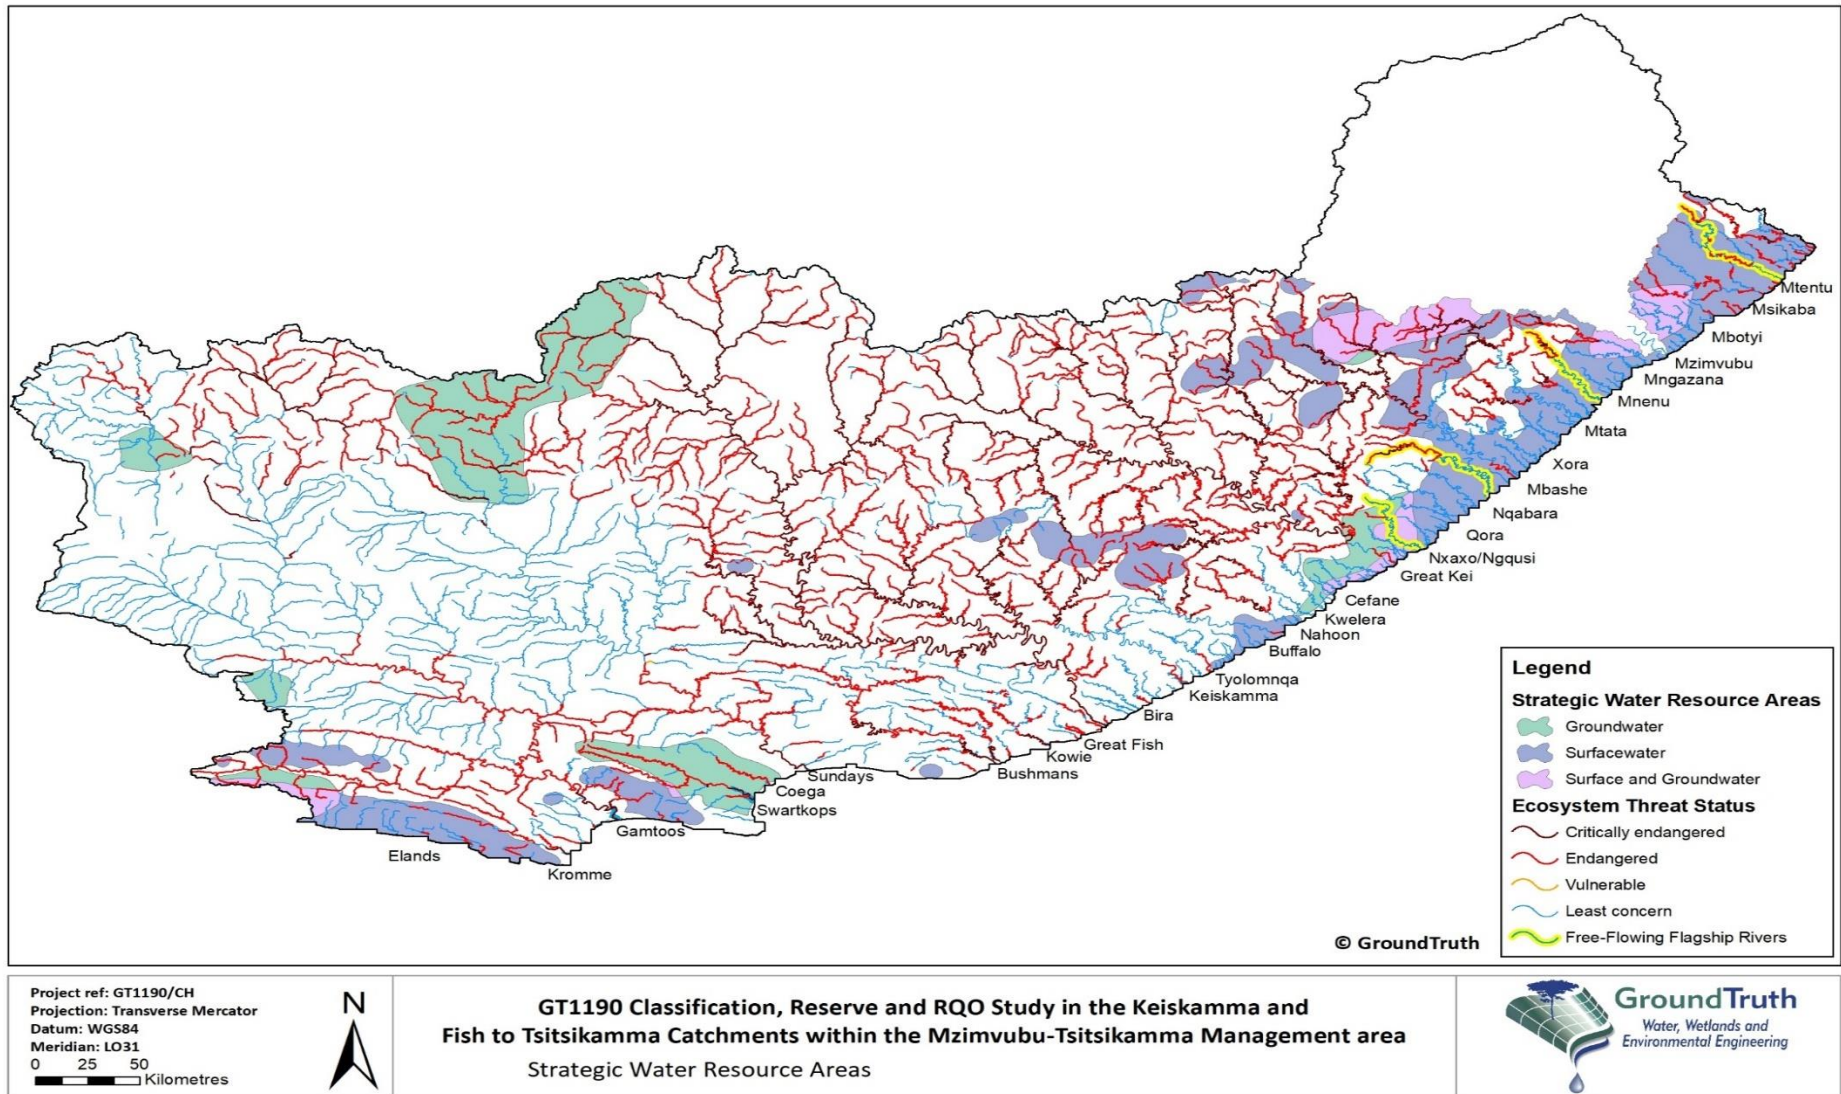 Mtentu
Msikaba
Mbotyi
Mzimvubu
Mngazana
Mnenu
Mtata
Xora
Mbashe
Nqabara
Qora
Nxaxo/Ngqusi
Great Kei
Cefane
Kwelera
Nahoon
Buffalo
Tyolomnqa
Keiskamma
Bira
Great Fish
Kowie
Bushmans
Sundays
Coega
Swartkops
Gamtoos
Elands
Kromme
Legend
Strategic Water Resource Areas
Groundwater
Surfacewater
Surface and Groundwater
Ecosystem Threat Status
Critically endangered
Endangered
Vulnerable
Least concern
Free-Flowing Flagship Rivers
© GroundTruth
Project ref: GT1190/CH
Projection: Transverse Mercator
Datum: WGS84
Meridian: LO31
0 25 50
Kilometres
N
GT1190 Classification, Reserve and RQO Study in the Keiskamma and
Fish to Tsitsikamma Catchments within the Mzimvubu-Tsitsikamma Management area
Strategic Water Resource Areas
GroundTruth
Water, Wetlands and
Environmental Engineering